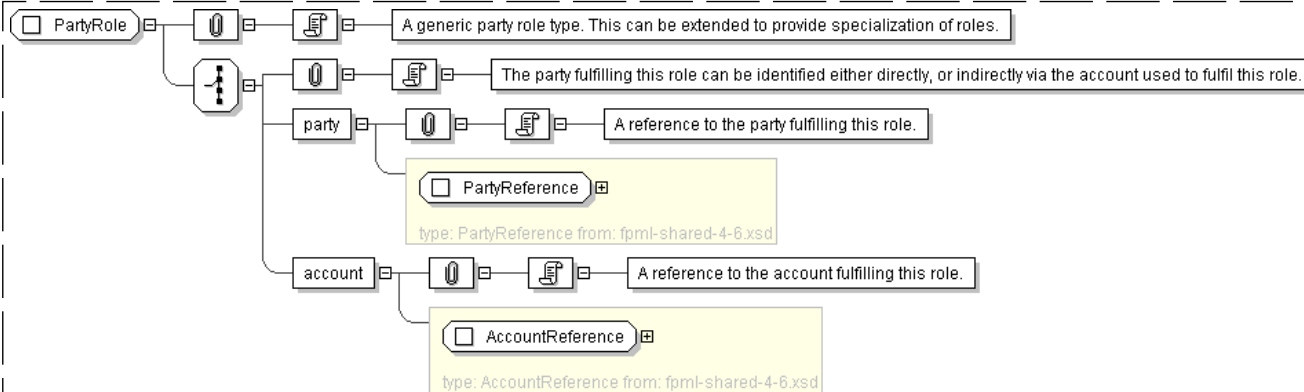 PartyRole
A generic party role type. This can be extended to provide specialization of roles.
The party fulfilling this role can be identified either directly, or indirectly via the account used to fulfil this role.
party
A reference to the party fulfilling this role.
PartyReference
type: PartyReference from: fpml-shared-4-6.xsd
account
A reference to the account fulfilling this role.
AccountReference
type: AccountReference from: fpml-shared-4-6.xsd